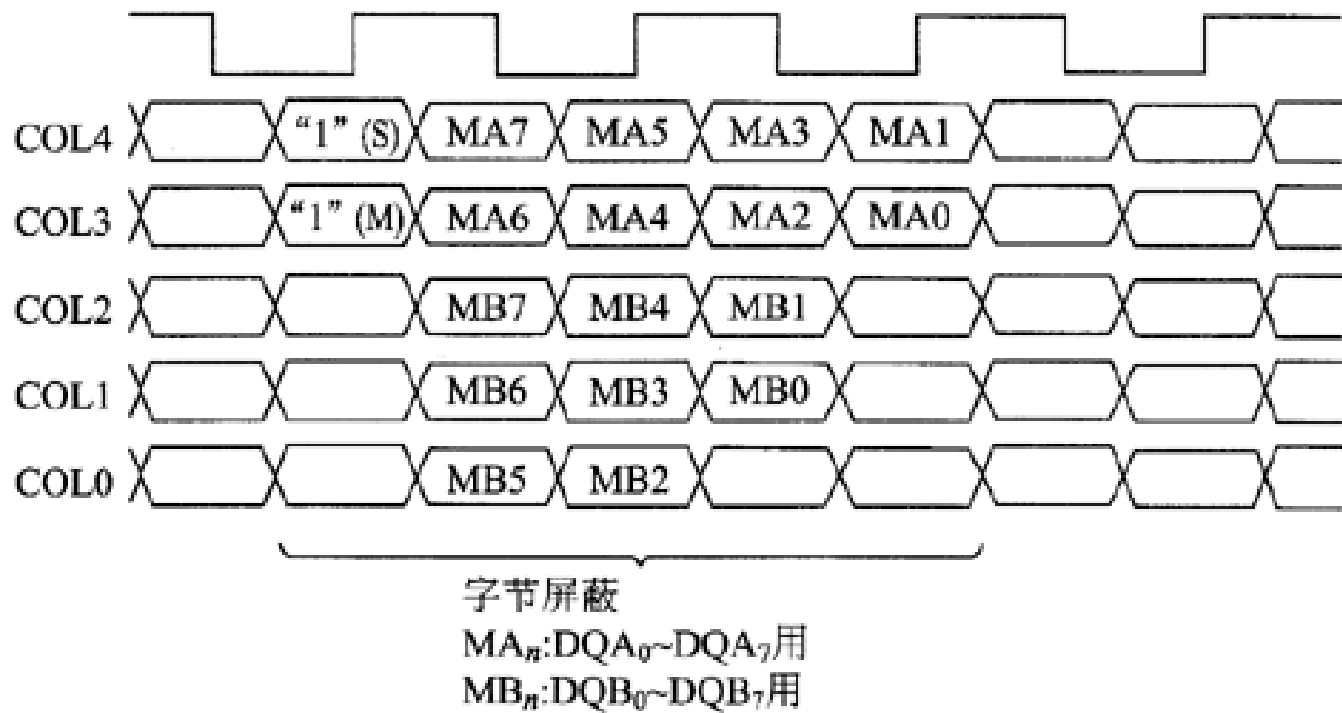 COL4 “1” (S) MA7 MA5 MA3 MA1
COL3 “1” (M) MA6 MA4 MA2 MA0
COL2 MB7 MB4 MB1
COL1 MB6 MB3 MB0
COL0 MB5 MB2
字节屏蔽
MAn:DQA0~DQA7用
MBn:DQB0~DQB7用